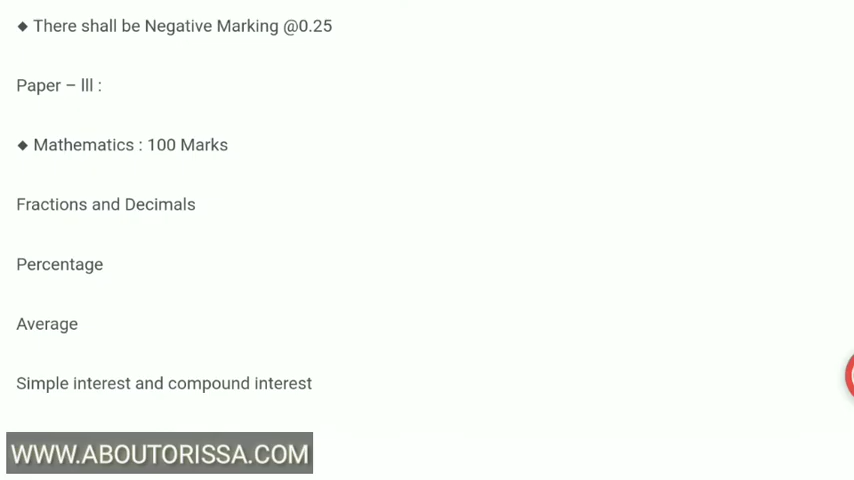 ◆ There shall be Negative Marking @0.25
Paper – lll :
◆ Mathematics : 100 Marks
Fractions and Decimals
Percentage
Average
Simple interest and compound interest
WWW.ABOUTORISSA.COM